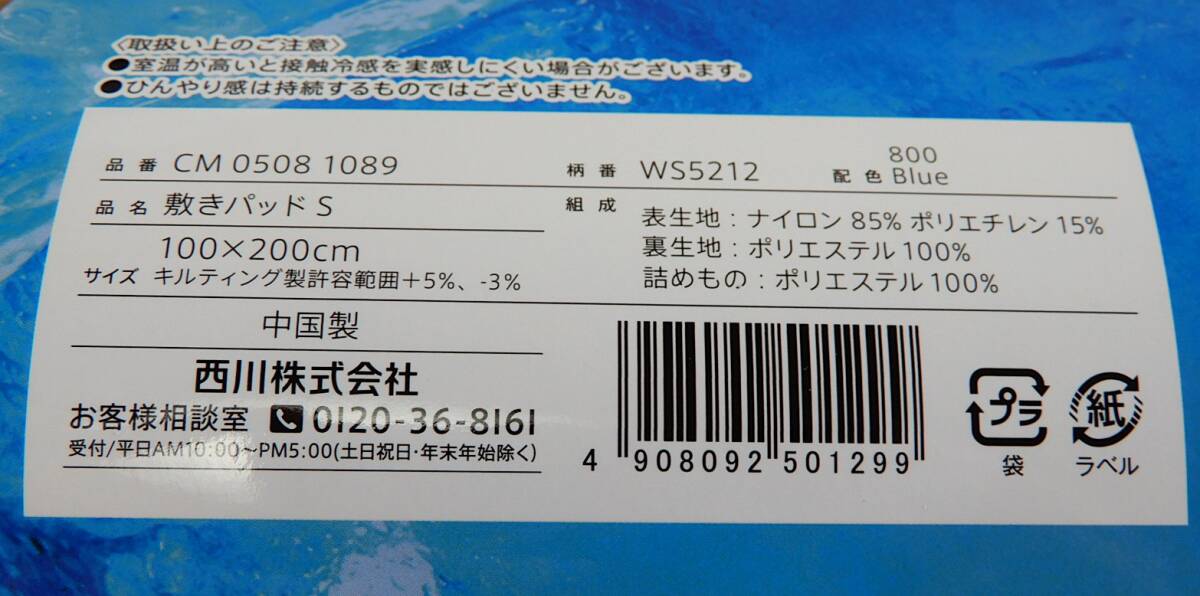 〈取扱い上のご注意〉
●室温が高いと接触冷感を実感しにくい場合がございます。
●ひんやり感は持続するものではございません。
品番 CM 0508 1089
品名 敷きパッド S
100×200cm
サイズ キルティング製許容範囲+5%、-3%
中国製
西川株式会社
お客様相談室 0120-36-8161
受付/平日AM10:00~PM5:00(土日祝日・年末年始除く)
柄番 WS5212
800
配色 Blue
組成 表生地:ナイロン 85% ポリエチレン 15%
裏生地:ポリエステル 100%
詰めもの:ポリエステル 100%
4 908092 501299
プラ
袋
紙
ラベル